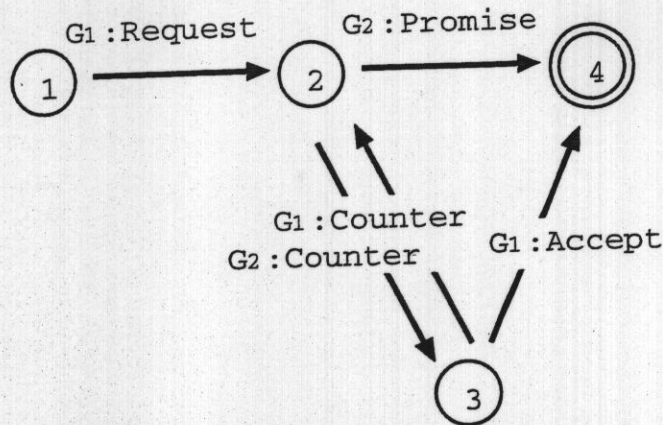 G1:Request
G2:Promise
1
2
4
G1:Counter
G2:Counter
G1:Accept
3